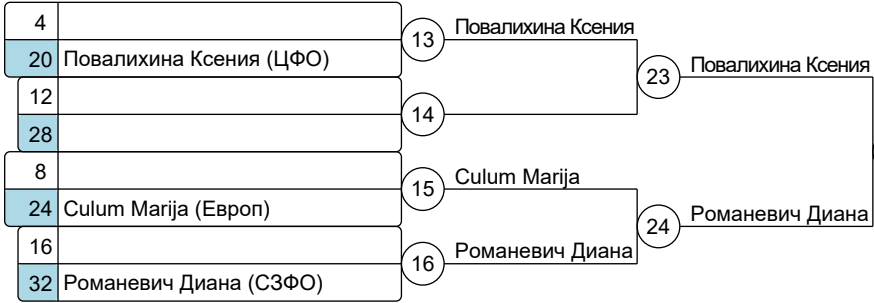 4
20 Повалихина Ксения (ЦФО)
12
28
8
24 Culum Marija (Европ)
16
32 Романевич Диана (СЗФО)
13
14
15
16
Повалихина Ксения
Culum Marija
Романевич Диана
23
24
Повалихина Ксения
Романевич Диана